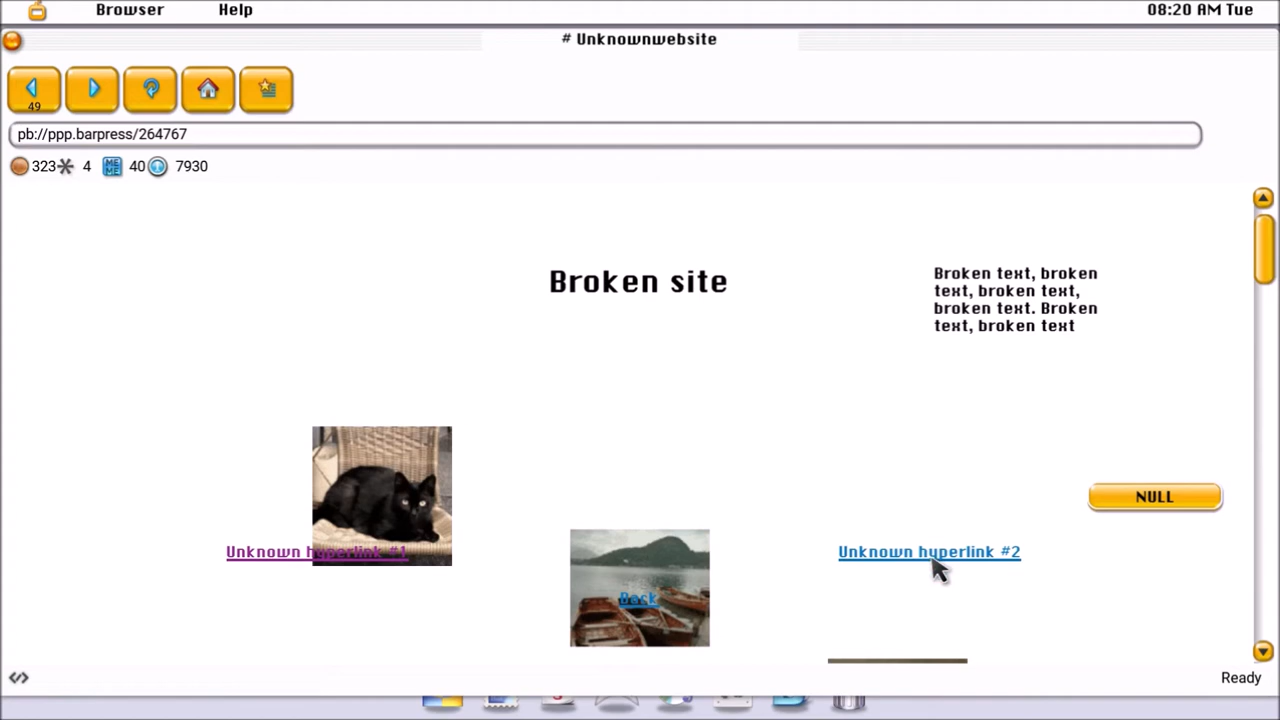 Browser Help 08:20 AM Tue
# Unknownwebsite
49
pb://ppp.barpress/264767
323 4 ME ME 40 7930
Broken site
Broken text, broken
text, broken text,
broken text. Broken
text, broken text
NULL
Unknown hyperlink #1
Unknown hyperlink #2
Back
Ready